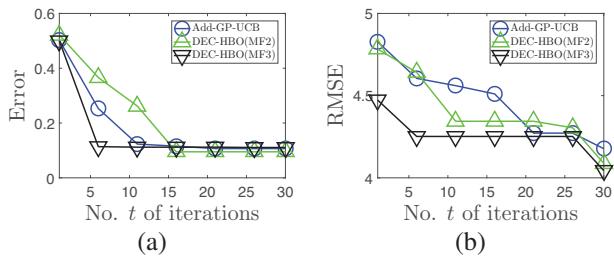 0.6
0.4
0.2
0
Error
Add-GP-UCB
DEC-HBO(MF2)
DEC-HBO(MF3)
5 10 15 20 25 30
No. t of iterations
(a)
5
4.5
4
RMSE
Add-GP-UCB
DEC-HBO(MF2)
DEC-HBO(MF3)
5 10 15 20 25 30
No. t of iterations
(b)